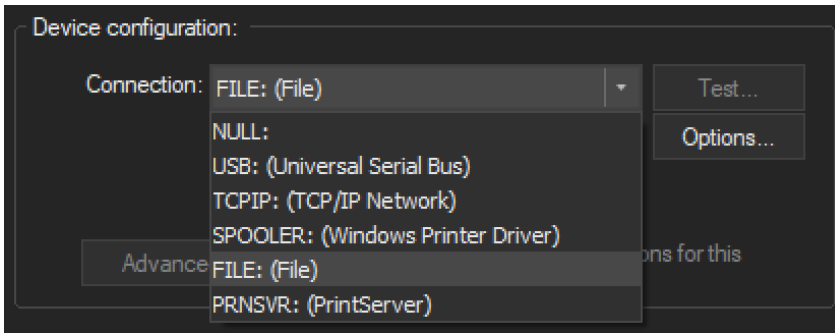 Device configuration:
Connection: FILE: (File) Test...
NULL:
Options...
USB: (Universal Serial Bus)
TCPIP: (TCP/IP Network)
SPOOLER: (Windows Printer Driver)
Advance
FILE: (File)
ons for this
PRNSVR: (PrintServer)